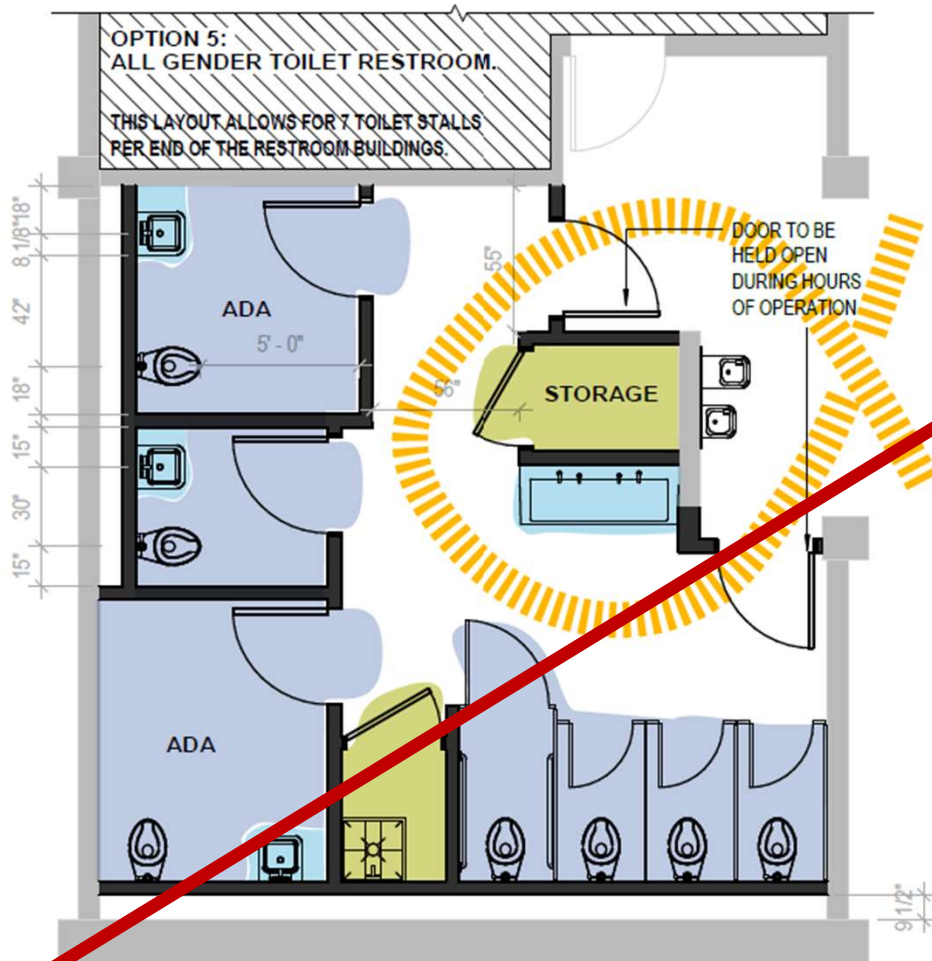 OPTION 5:
ALL GENDER TOILET RESTROOM.
THIS LAYOUT ALLOWS FOR 7 TOILET STALLS
PER END OF THE RESTROOM BUILDINGS.
18"
8 1/8"
42"
18"
15"
30"
15"
ADA
5' - 0"
55"
56"
DOOR TO BE
HELD OPEN
DURING HOURS
OF OPERATION
STORAGE
ADA
9 1/2"